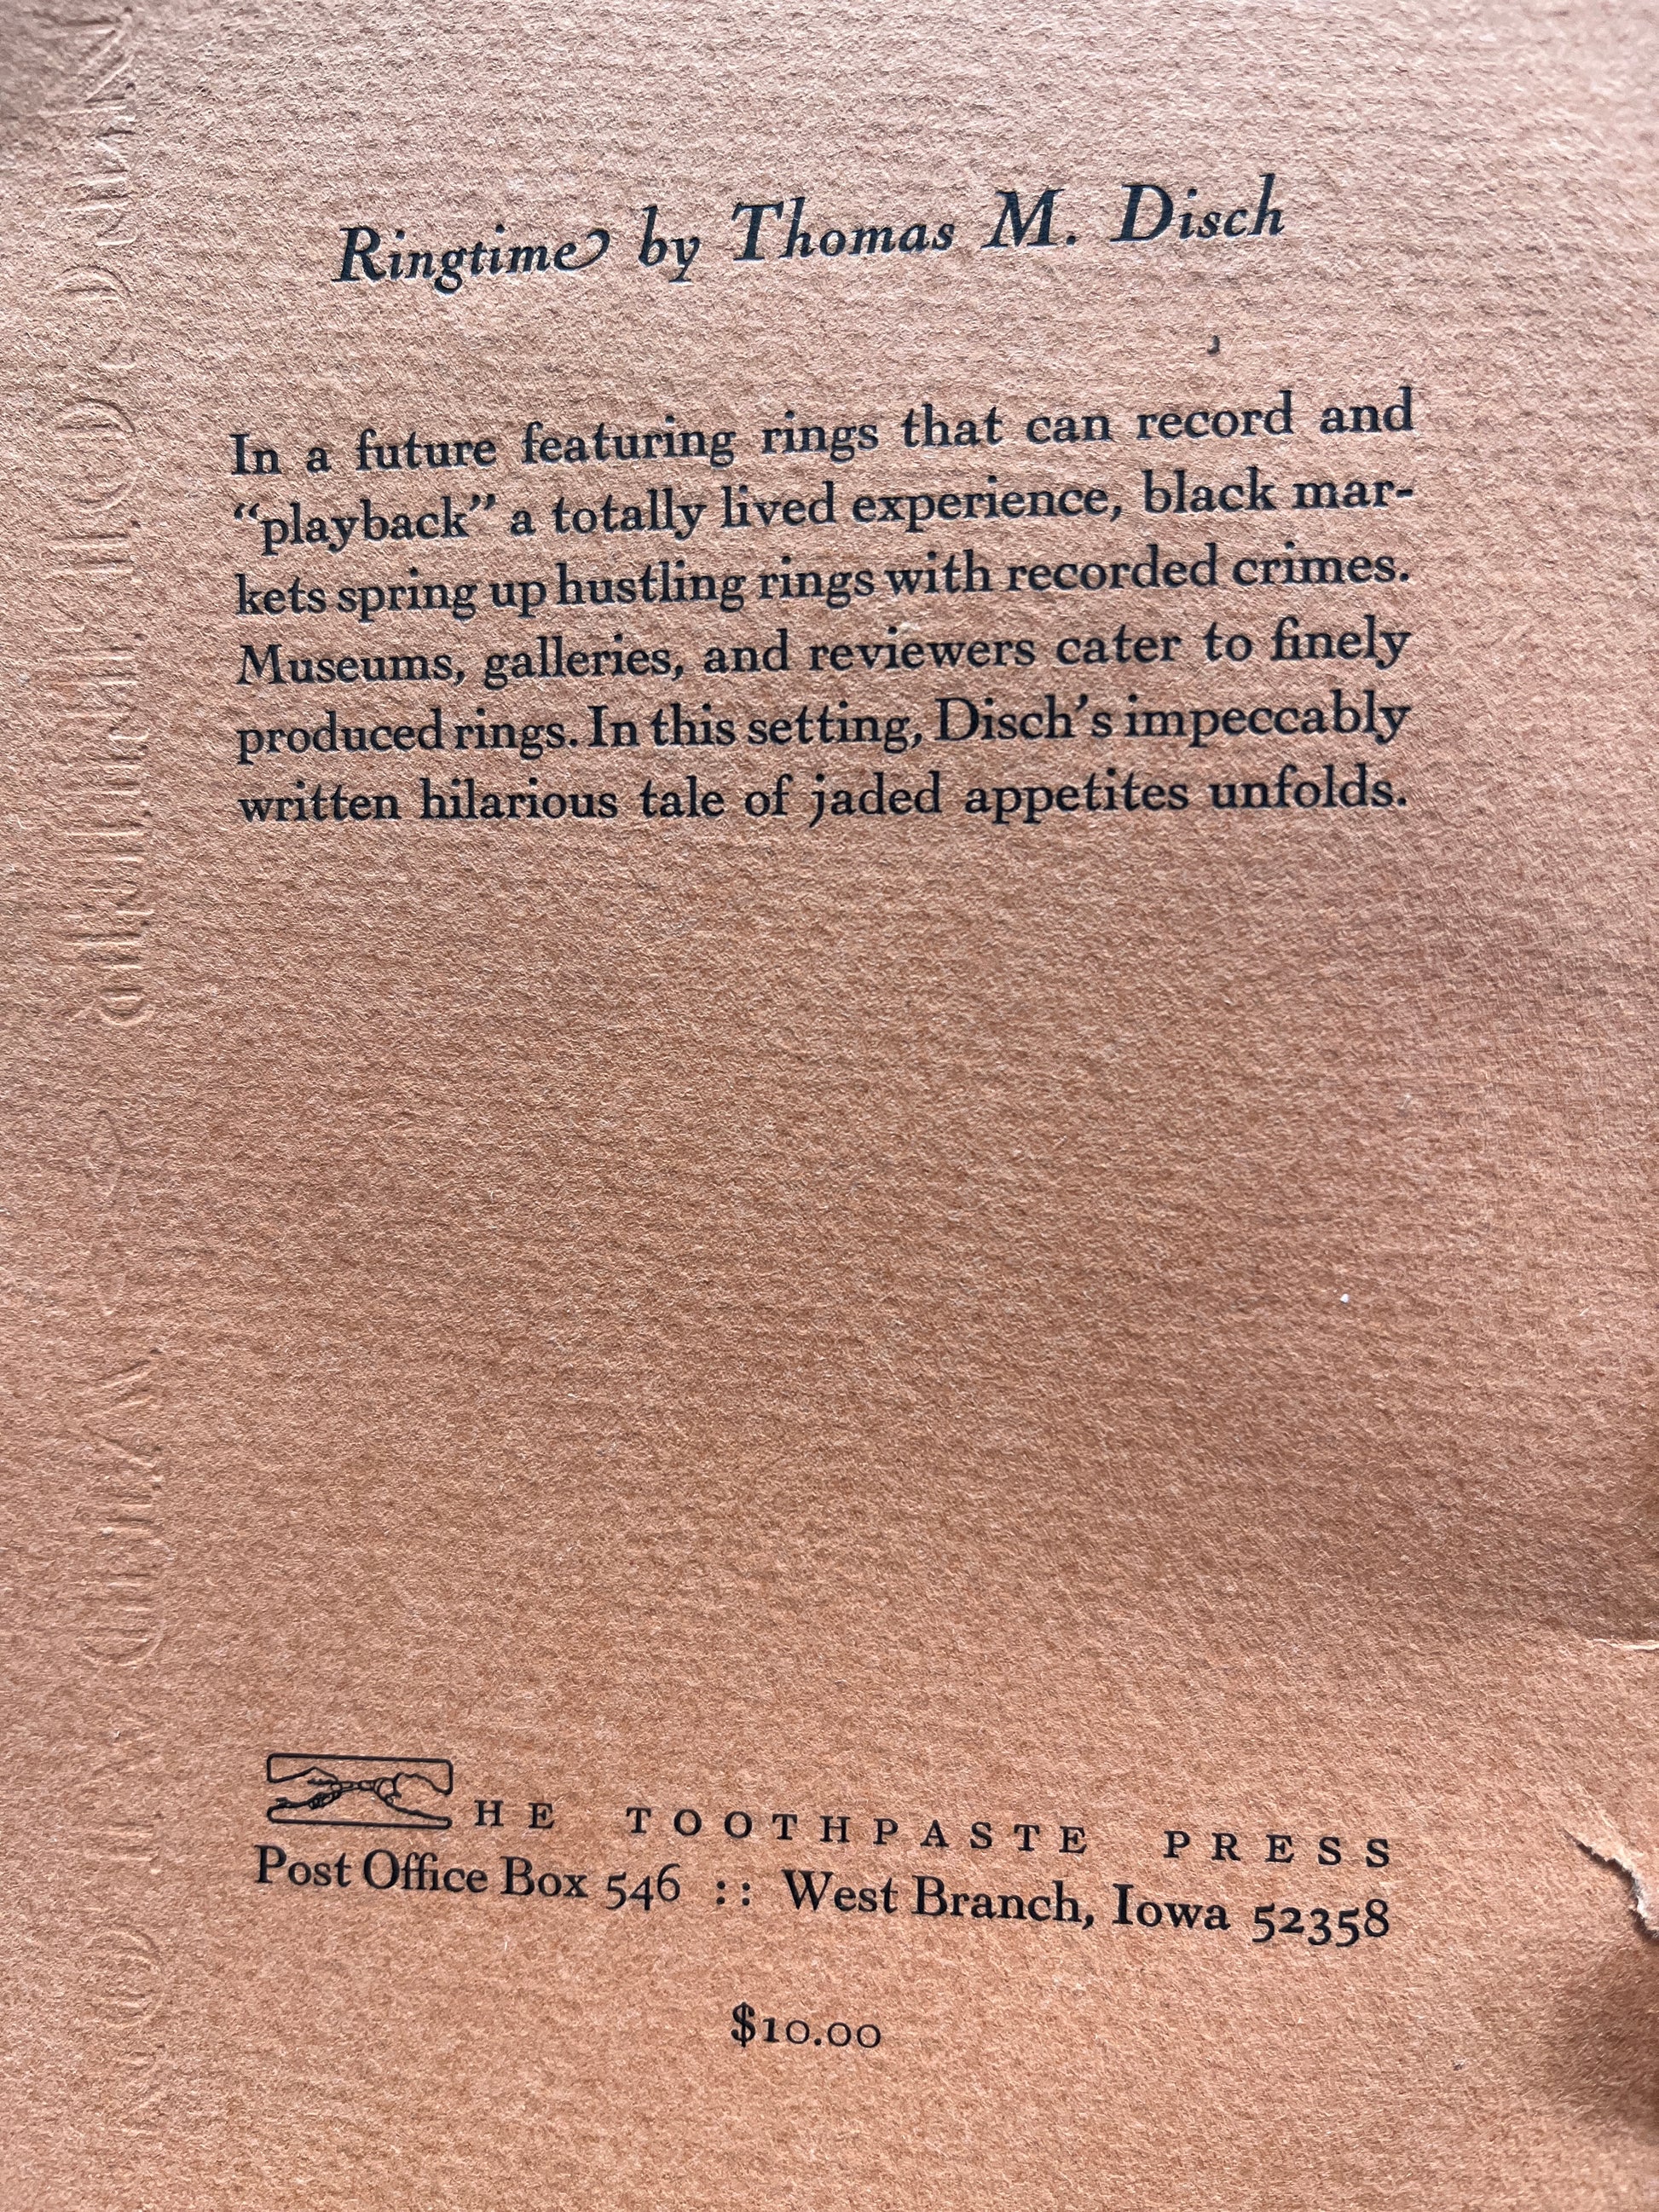 Ringtime by Thomas M. Disch
In a future featuring rings that can record and
“playback” a totally lived experience, black mar-
kets spring up hustling rings with recorded crimes.
Museums, galleries, and reviewers cater to finely
produced rings. In this setting, Disch's impeccably
written hilarious tale of jaded appetites unfolds.
HE TOOTHPASTE PRESS
Post Office Box 546 :: West Branch, Iowa 52358
$10.00